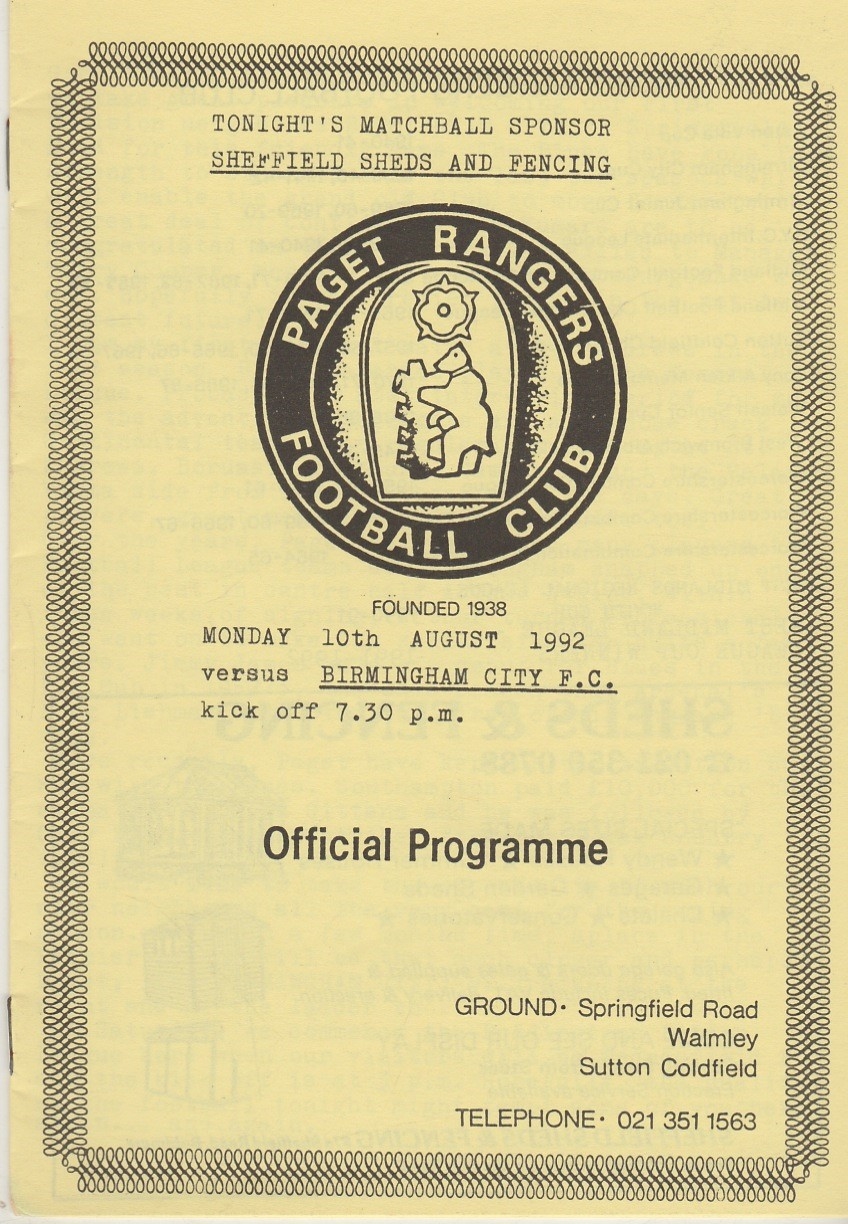 TONIGHT'S MATCHBALL SPONSOR
SHEFFIELD SHEDS AND FENCING
PAGET RANGERS
FOOTBALL CLUB
FOUNDED 1938
MONDAY 10th AUGUST 1992
versus BIRMINGHAM CITY F.C.
kick off 7.30 p.m.
Official Programme
GROUND· Springfield Road
Walmley
Sutton Coldfield
TELEPHONE· 021 351 1563